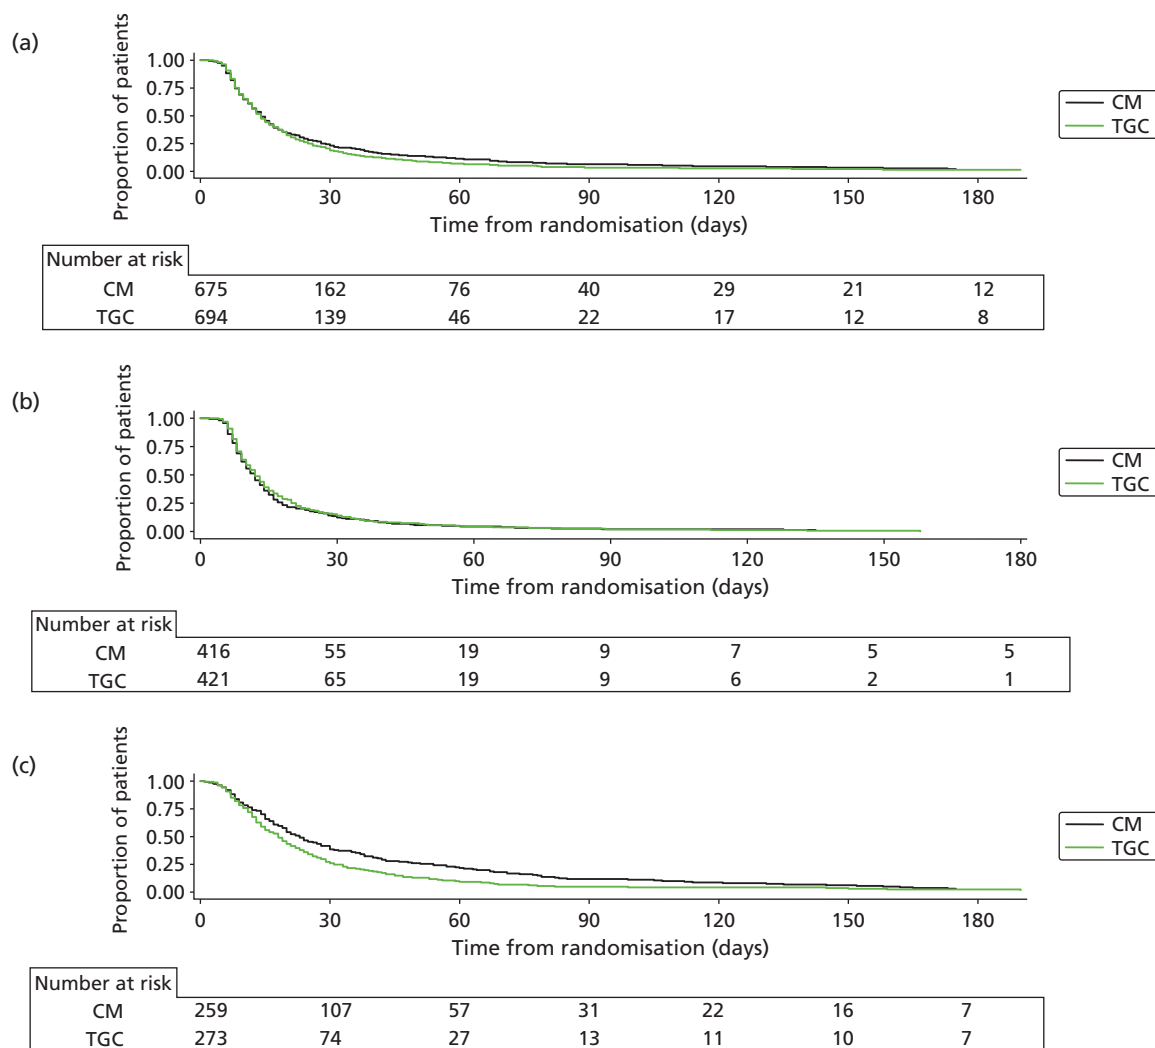 (a)
Proportion of patients
1.00
0.75
0.50
0.25
0.00
0 30 60 90 120 150 180
Time from randomisation (days)
CM
TGC
Number at risk
CM 675 162 76 40 29 21 12
TGC 694 139 46 22 17 12 8
(b)
Proportion of patients
1.00
0.75
0.50
0.25
0.00
0 30 60 90 120 150 180
Time from randomisation (days)
CM
TGC
Number at risk
CM 416 55 19 9 7 5 5
TGC 421 65 19 9 6 2 1
(c)
Proportion of patients
1.00
0.75
0.50
0.25
0.00
0 30 60 90 120 150 180
Time from randomisation (days)
CM
TGC
Number at risk
CM 259 107 57 31 22 16 7
TGC 273 74 27 13 11 10 7